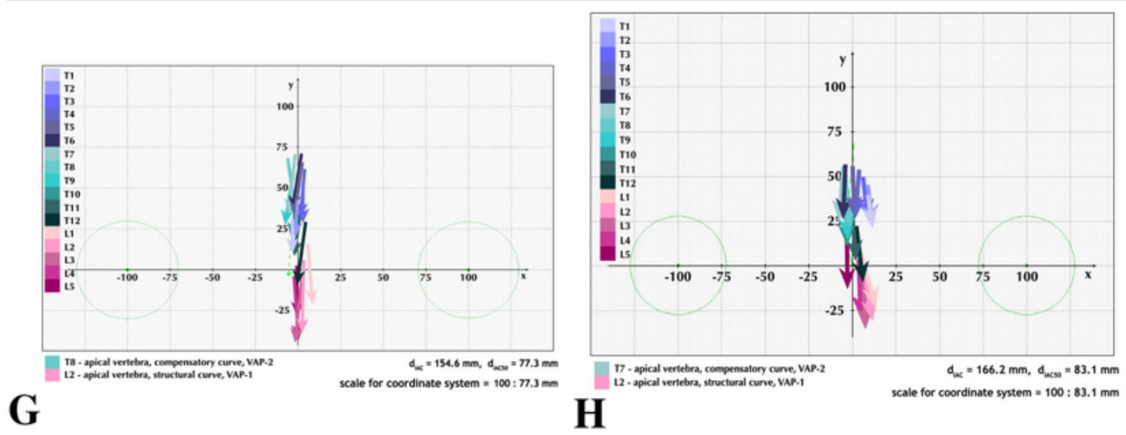 T1
T2
T3
T4
T5
T6
T7
T8
T9
T10
T11
T12
L1
L2
L3
L4
L5
y
100
75
50
25
-100
-75
-50
-25
25
50
75
100
x
-25
T8 - apical vertebra, compensatory curve, VAP-2
L2 - apical vertebra, structural curve, VAP-1
dIAC = 154.6 mm, dIAC50 = 77.3 mm
scale for coordinate system = 100 : 77.3 mm
G
T1
T2
T3
T4
T5
T6
T7
T8
T9
T10
T11
T12
L1
L2
L3
L4
L5
y
100
75
50
25
-100
-75
-50
-25
25
50
75
100
x
-25
T7 - apical vertebra, compensatory curve, VAP-2
L2 - apical vertebra, structural curve, VAP-1
dIAC = 166.2 mm, dIAC50 = 83.1 mm
scale for coordinate system = 100 : 83.1 mm
H